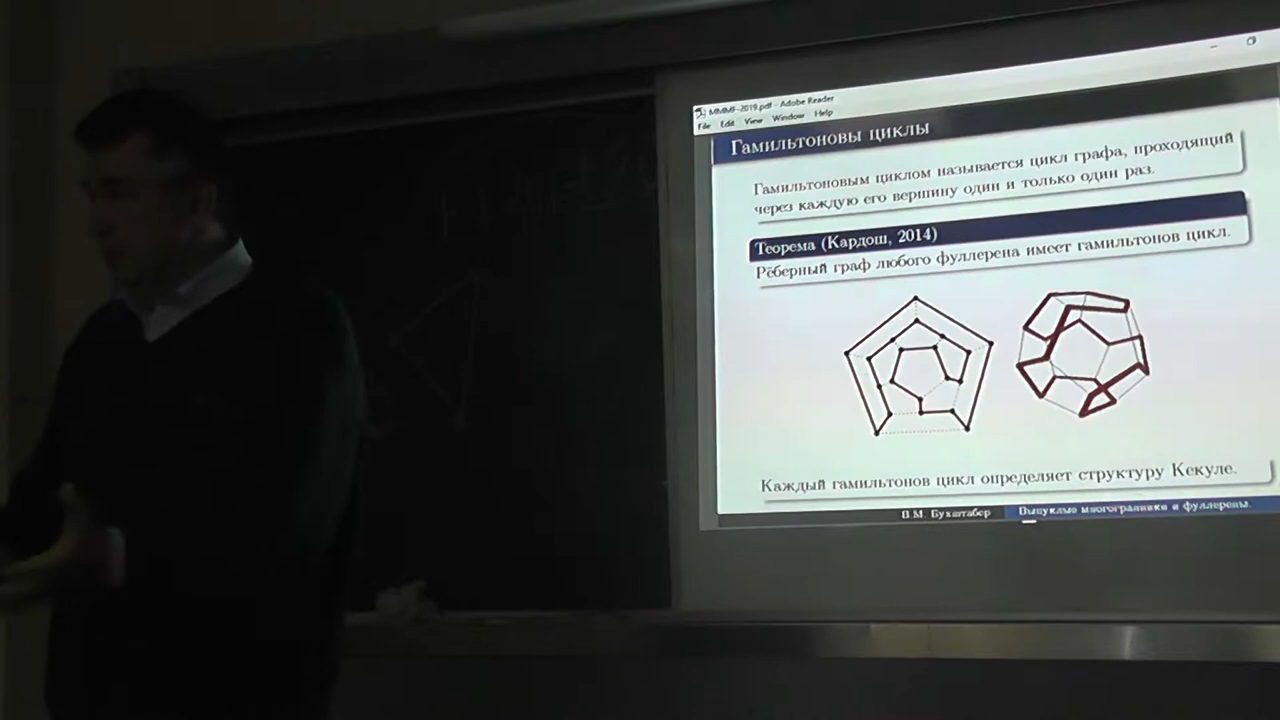 MMMF-2019.pdf - Adobe Reader
File Edit View Window Help
Гамильтоновы циклы
Гамильтоновым циклом называется цикл графа, проходящий
через каждую его вершину один и только один раз.
Теорема (Кардош, 2014)
Рёберный граф любого фуллерена имеет гамильтонов цикл.
Каждый гамильтонов цикл определяет структуру Кекуле.
В.М. Бухштабер
Выпуклые многогранники и фуллерены.